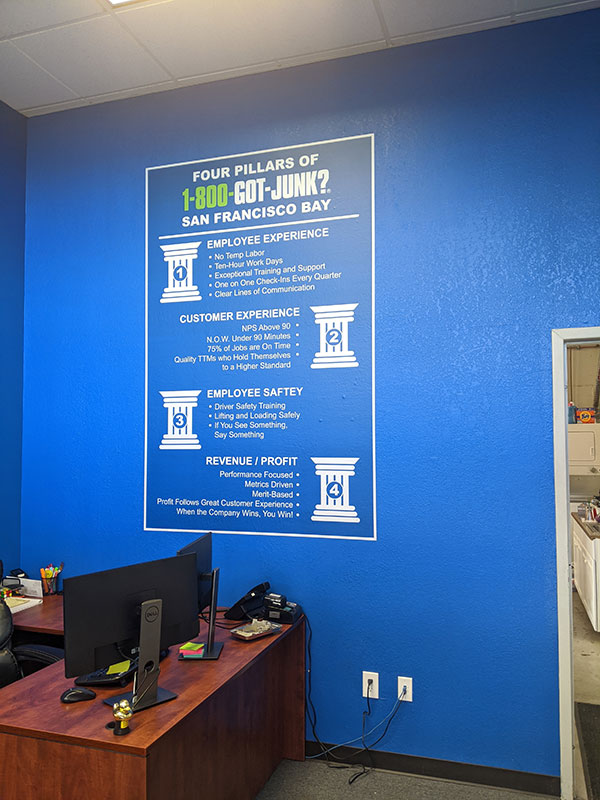 FOUR PILLARS OF
1-800-GOT-JUNK?
SAN FRANCISCO BAY
EMPLOYEE EXPERIENCE
• No Temp Labor
• Ten-Hour Work Days
• Exceptional Training and Support
• One on One Check-Ins Every Quarter
• Clear Lines of Communication
1
CUSTOMER EXPERIENCE
NPS Above 90 •
N.O.W. Under 90 Minutes •
75% of Jobs are On Time •
Quality TTMs who Hold Themselves •
to a Higher Standard
2
EMPLOYEE SAFTEY
• Driver Safety Training
• Lifting and Loading Safely
• If You See Something,
Say Something
3
REVENUE / PROFIT
Performance Focused •
Metrics Driven •
Merit-Based •
Profit Follows Great Customer Experience •
When the Company Wins, You Win! •
4
DELL